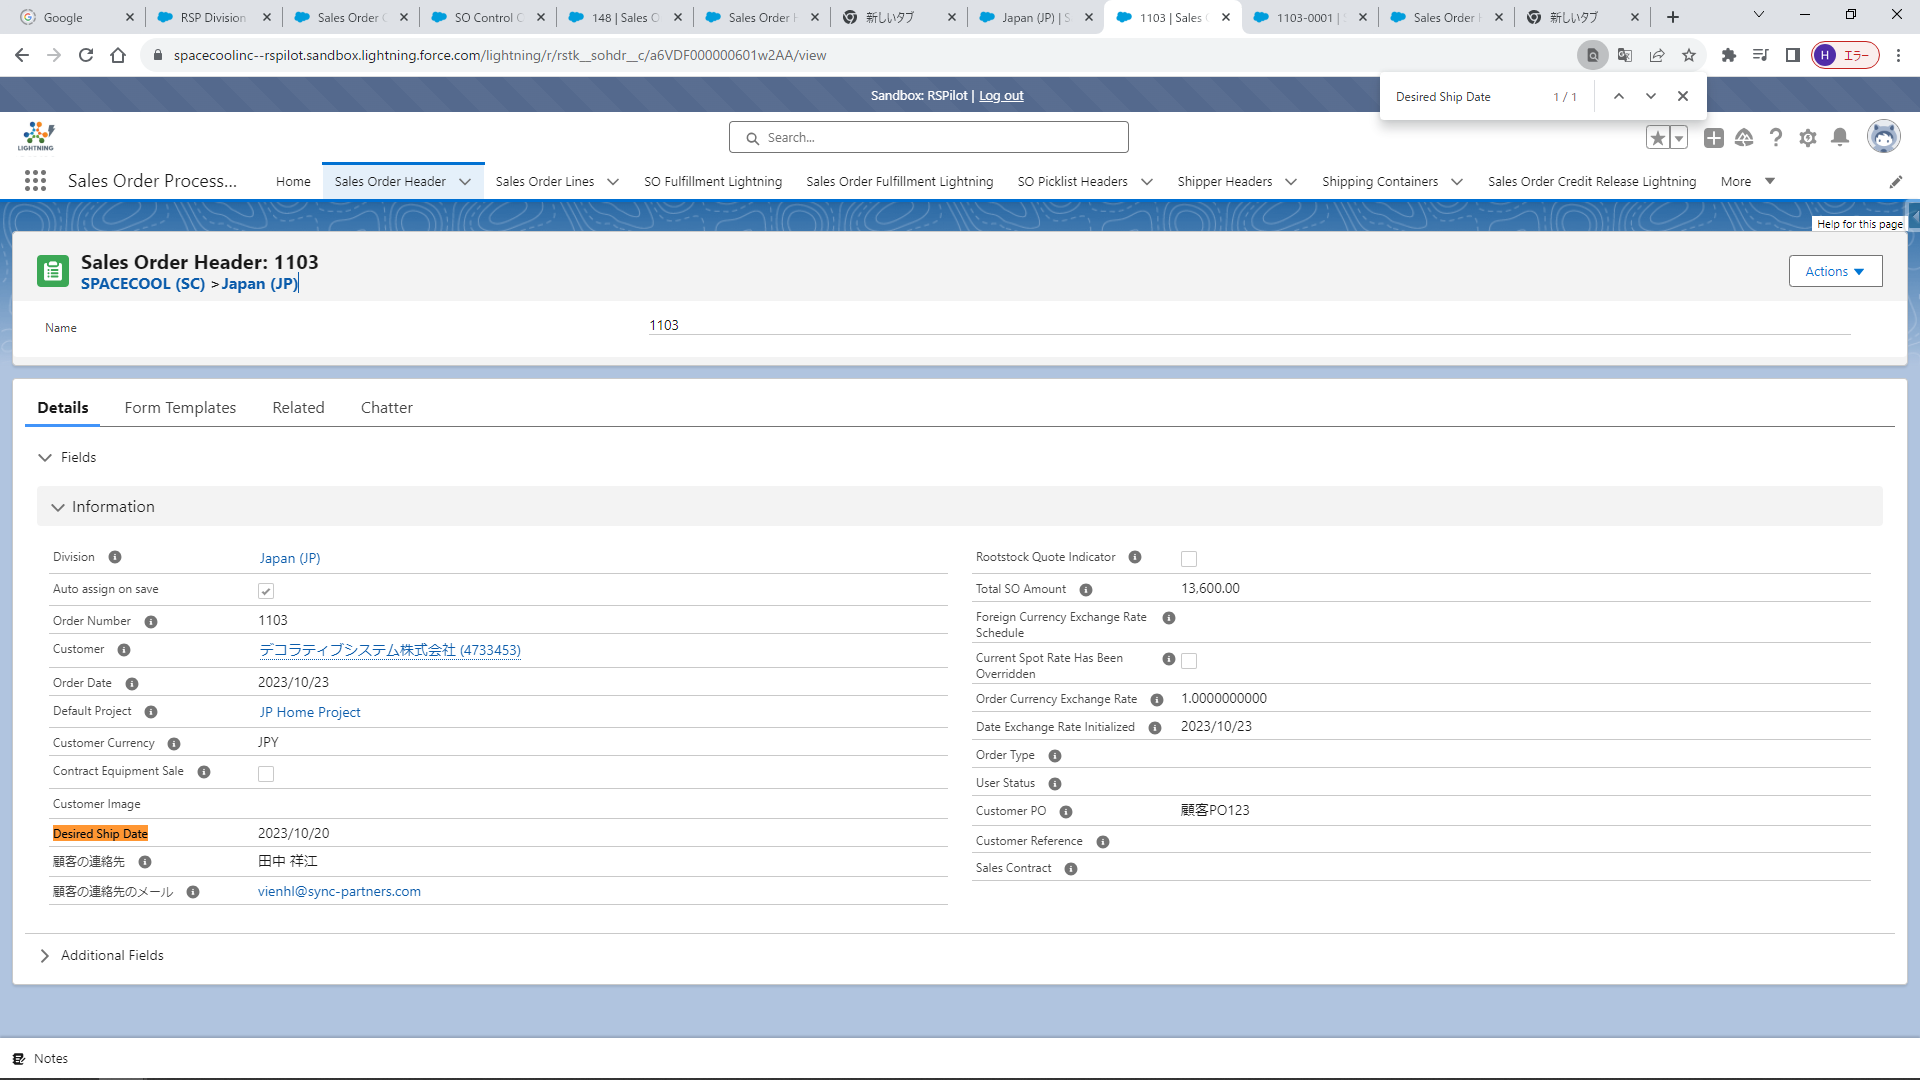 Google
RSP Division
Sales Order
SO Control C
148 | Sales O
Sales Order H
新しいタブ
Japan (JP) | S
1103 | Sales
1103-0001 |
Sales Order H
新しいタブ
spacecoolinc--rspilot.sandbox.lightning.force.com/lightning/r/rstk__sohdr__c/a6VDF000000601w2AA/view
H エラー
Sandbox: RSPilot | Log out
Desired Ship Date 1 / 1
LIGHTNING
Search...
Sales Order Process...
Home
Sales Order Header
Sales Order Lines
SO Fulfillment Lightning
Sales Order Fulfillment Lightning
SO Picklist Headers
Shipper Headers
Shipping Containers
Sales Order Credit Release Lightning
More
Help for this page
Sales Order Header: 1103
SPACECOOL (SC) >Japan (JP)
Actions
Name 1103
Details
Form Templates
Related
Chatter
Fields
Information
Division Japan (JP)
Auto assign on save
Order Number 1103
Customer デコラティブシステム株式会社 (4733453)
Order Date 2023/10/23
Default Project JP Home Project
Customer Currency JPY
Contract Equipment Sale
Customer Image
Desired Ship Date 2023/10/20
顧客の連絡先 田中 祥江
顧客の連絡先のメール vienhl@sync-partners.com
Rootstock Quote Indicator
Total SO Amount 13,600.00
Foreign Currency Exchange Rate
Schedule
Current Spot Rate Has Been
Overridden
Order Currency Exchange Rate 1.0000000000
Date Exchange Rate Initialized 2023/10/23
Order Type
User Status
Customer PO 顧客PO123
Customer Reference
Sales Contract
Additional Fields
Notes